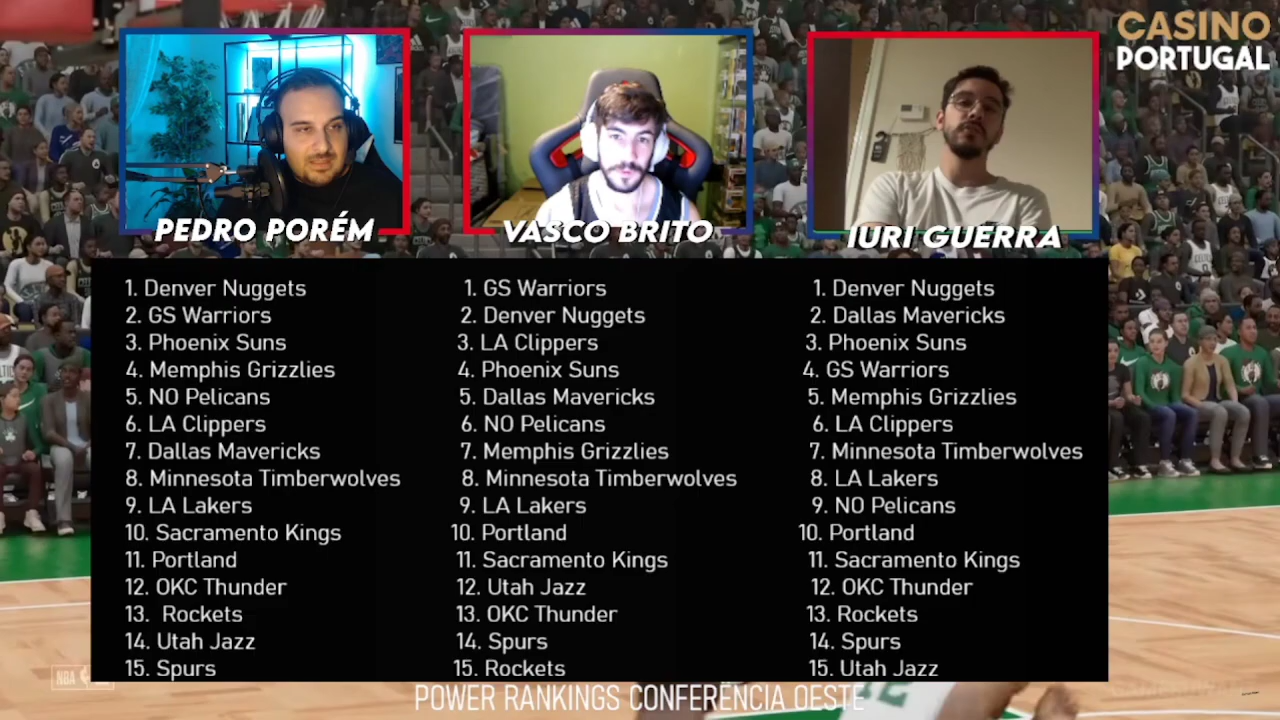 CASINO
PORTUGAL
PEDRO PORÉM
VASCO BRITO
IURI GUERRA
1. Denver Nuggets
2. GS Warriors
3. Phoenix Suns
4. Memphis Grizzlies
5. NO Pelicans
6. LA Clippers
7. Dallas Mavericks
8. Minnesota Timberwolves
9. LA Lakers
10. Sacramento Kings
11. Portland
12. OKC Thunder
13. Rockets
14. Utah Jazz
15. Spurs
1. GS Warriors
2. Denver Nuggets
3. LA Clippers
4. Phoenix Suns
5. Dallas Mavericks
6. NO Pelicans
7. Memphis Grizzlies
8. Minnesota Timberwolves
9. LA Lakers
10. Portland
11. Sacramento Kings
12. Utah Jazz
13. OKC Thunder
14. Spurs
15. Rockets
1. Denver Nuggets
2. Dallas Mavericks
3. Phoenix Suns
4. GS Warriors
5. Memphis Grizzlies
6. LA Clippers
7. Minnesota Timberwolves
8. LA Lakers
9. NO Pelicans
10. Portland
11. Sacramento Kings
12. OKC Thunder
13. Rockets
14. Spurs
15. Utah Jazz
NBA
POWER RANKINGS CONFERÊNCIA OESTE